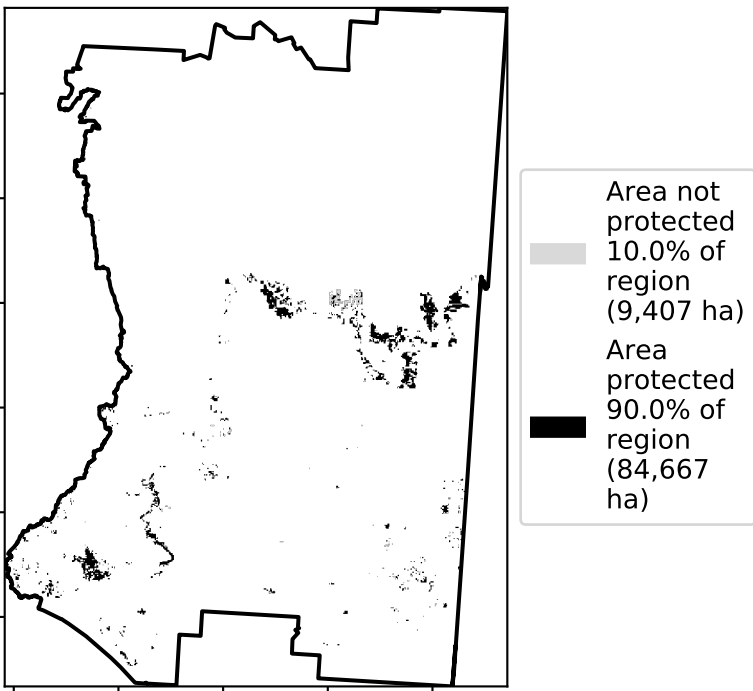 Area not
protected
10.0% of
region
(9,407 ha)
Area
protected
90.0% of
region
(84,667
ha)